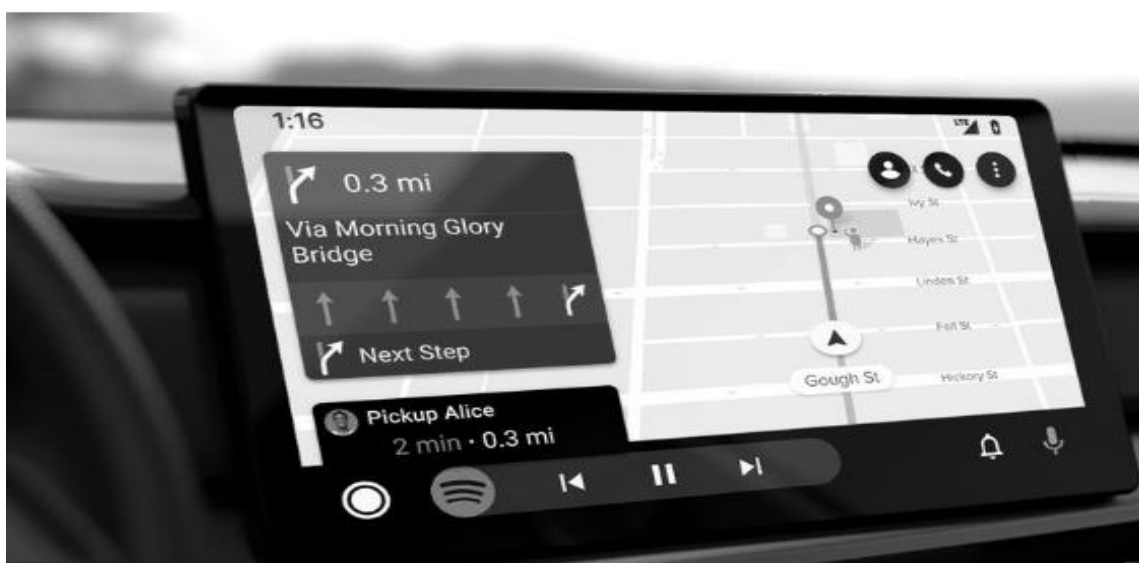 1:16
LTE
0.3 mi
Via Morning Glory
Bridge
Next Step
Pickup Alice
2 min · 0.3 mi
Ivy St
Hayes St
Linden St
Fell St
Hickory St
Gough St